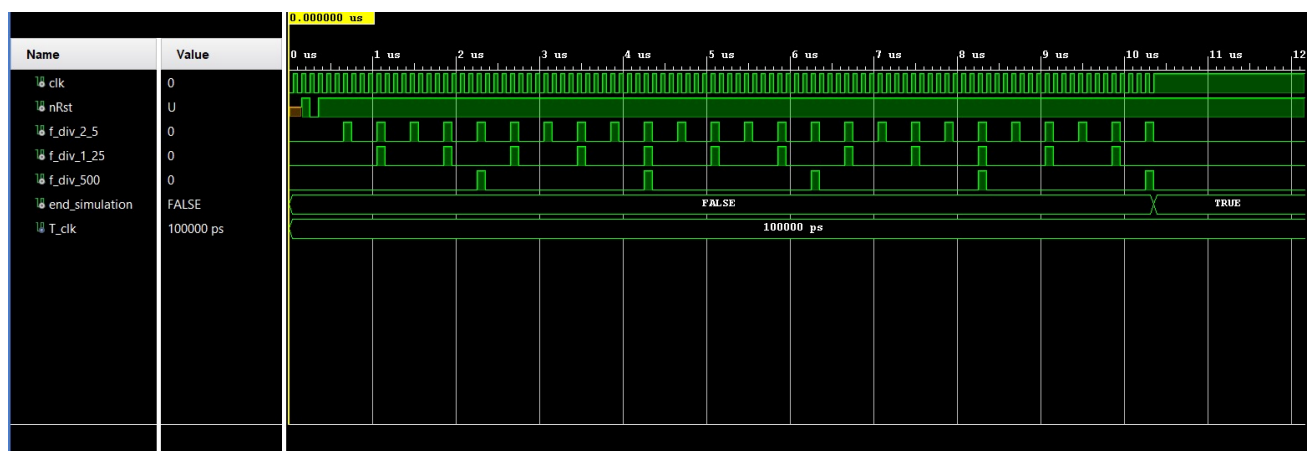 0.000000 us
Name Value 0 us 1 us 2 us 3 us 4 us 5 us 6 us 7 us 8 us 9 us 10 us 11 us 12
clk 0
nRst U
f_div_2_5 0
f_div_1_25 0
f_div_500 0
end_simulation FALSE FALSE TRUE
T_clk 100000 ps 100000 ps